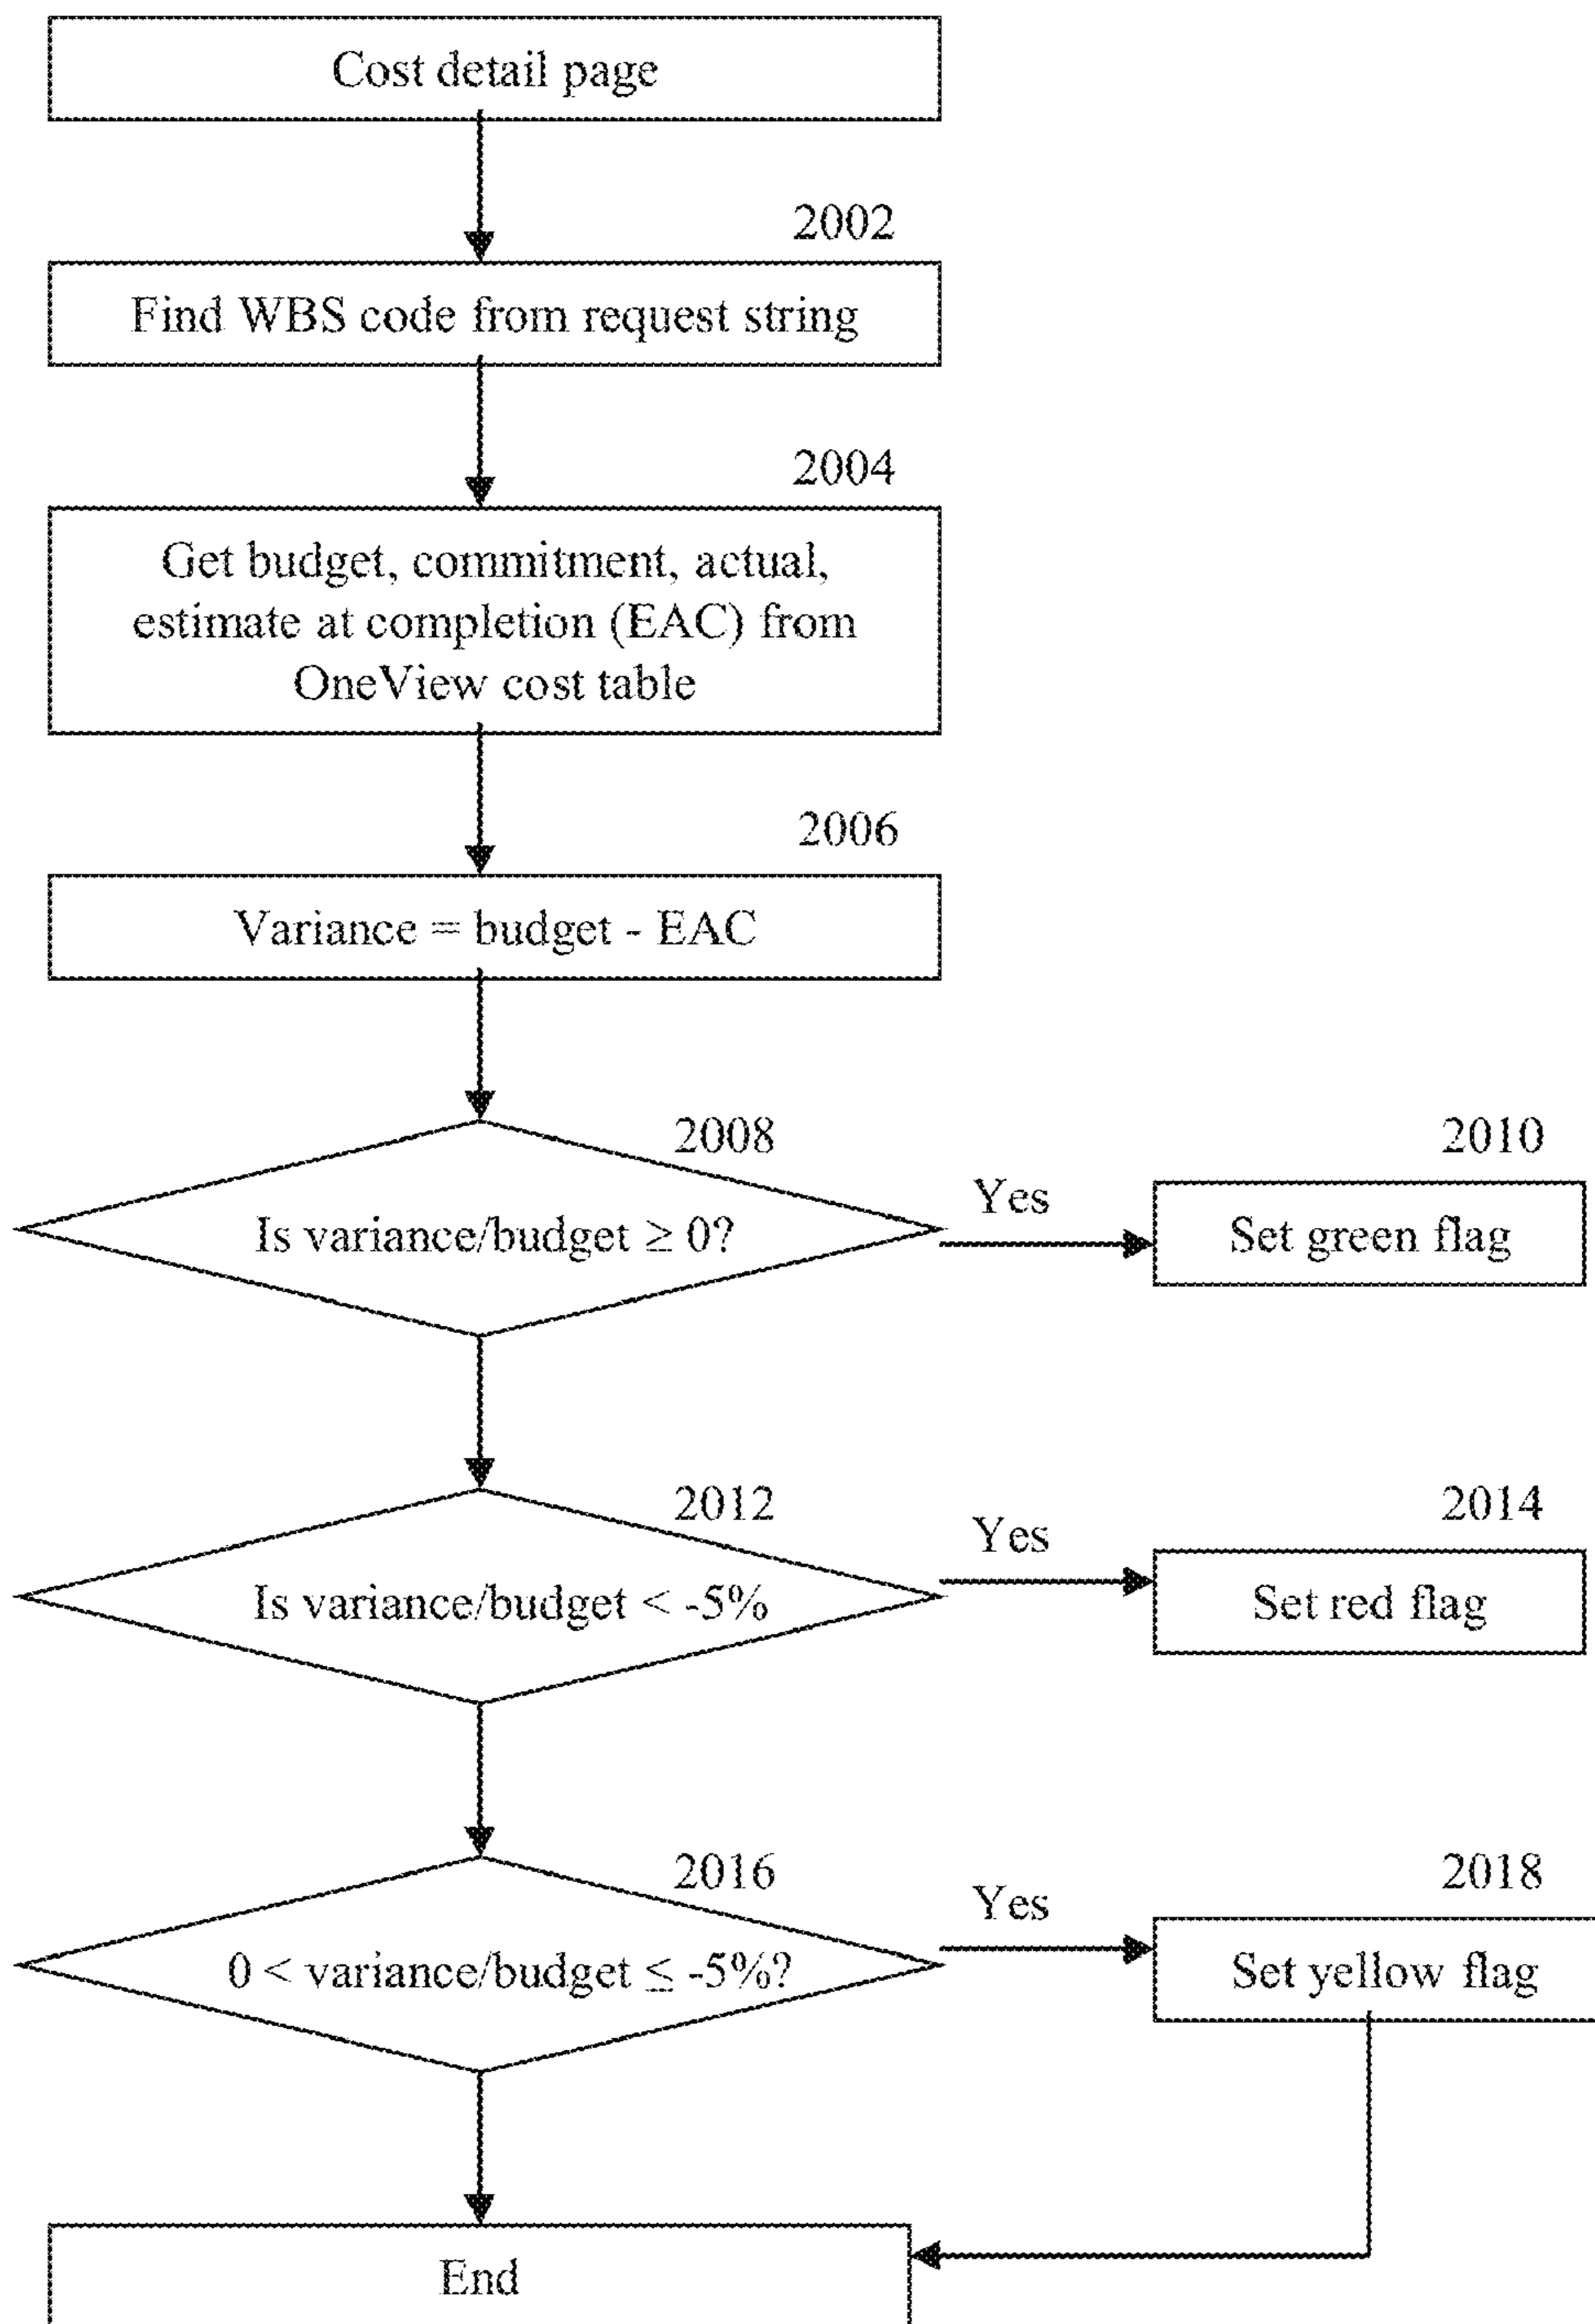 Cost detail page
2002
Find WBS code from request string
2004
Get budget, commitment, actual,
estimate at completion (EAC) from
OneView cost table
2006
Variance = budget - EAC
2008
2010
Is variance/budget ≥ 0?
Yes
Set green flag
2012
2014
Is variance/budget < -5%
Yes
Set red flag
2016
2018
0 < variance/budget ≤ -5%?
Yes
Set yellow flag
End